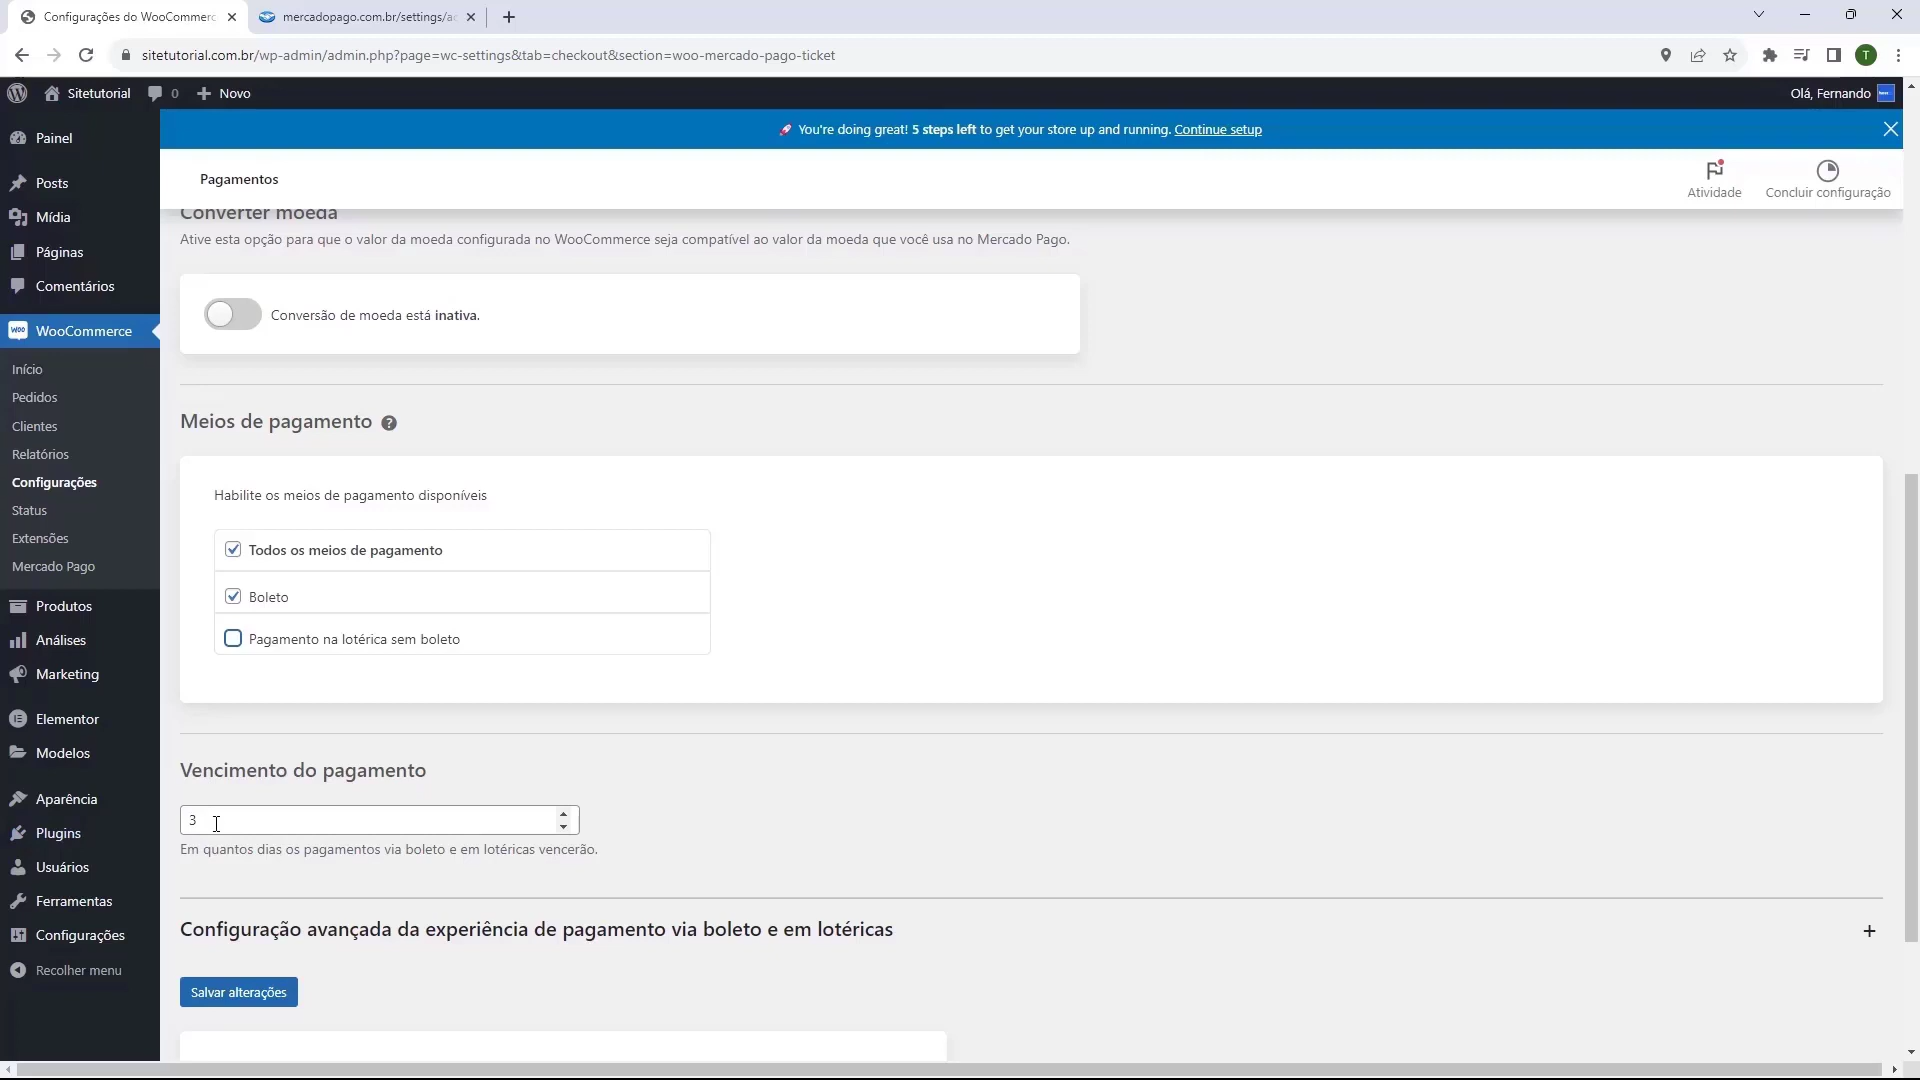 Configurações do WooCommerc
mercadopago.com.br/settings/ac
sitetutorial.com.br/wp-admin/admin.php?page=wc-settings&tab=checkout&section=woo-mercado-pago-ticket
T
Sitetutorial
0
Novo
Olá, Fernando
🚀 You're doing great! 5 steps left to get your store up and running. Continue setup
Painel
Posts
Mídia
Páginas
Comentários
WOO WooCommerce
Início
Pedidos
Clientes
Relatórios
Configurações
Status
Extensões
Mercado Pago
Produtos
Análises
Marketing
Elementor
Modelos
Aparência
Plugins
Usuários
Ferramentas
Configurações
Recolher menu
Pagamentos
Atividade
Concluir configuração
Converter moeda
Ative esta opção para que o valor da moeda configurada no WooCommerce seja compatível ao valor da moeda que você usa no Mercado Pago.
Conversão de moeda está inativa.
Meios de pagamento ?
Habilite os meios de pagamento disponíveis
Todos os meios de pagamento
Boleto
Pagamento na lotérica sem boleto
Vencimento do pagamento
3
Em quantos dias os pagamentos via boleto e em lotéricas vencerão.
Configuração avançada da experiência de pagamento via boleto e em lotéricas
+
Salvar alterações